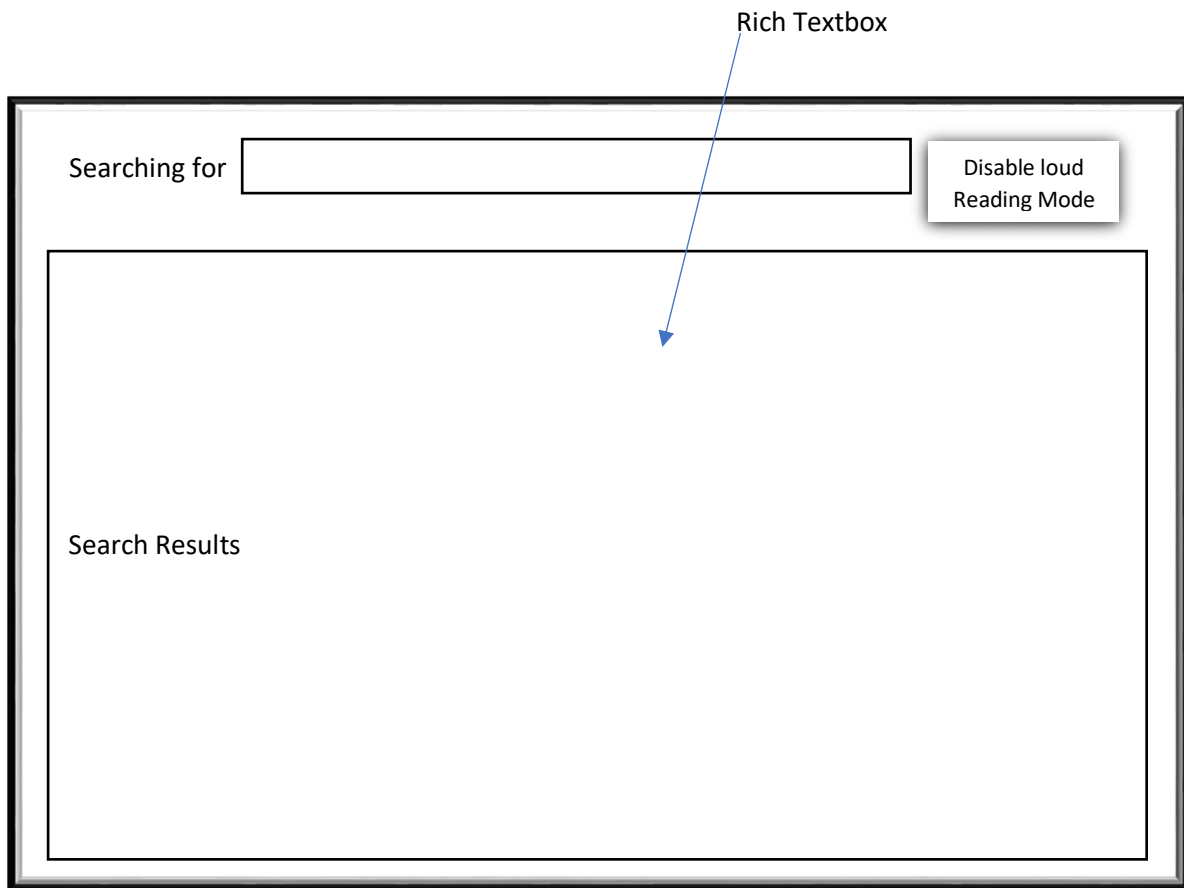 Rich Textbox
Searching for
Disable loud
Reading Mode
Search Results